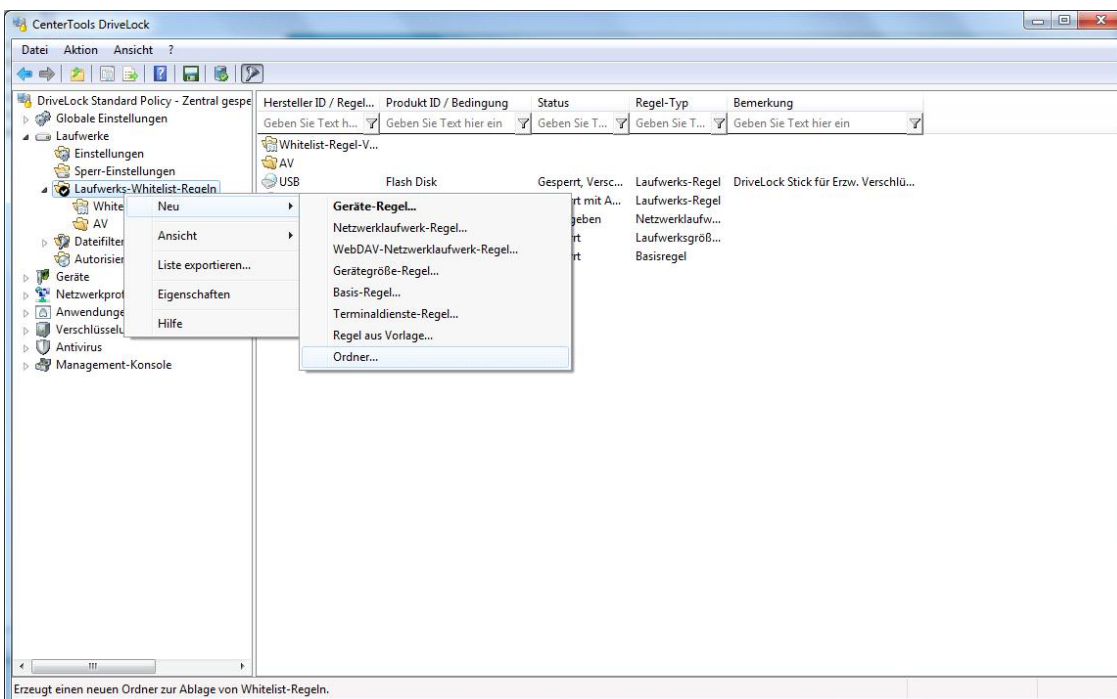 CenterTools DriveLock
Datei Aktion Ansicht ?
DriveLock Standard Policy - Zentral gespe
Globale Einstellungen
Laufwerke
Einstellungen
Sperr-Einstellungen
Laufwerks-Whitelist-Regeln
White
AV
Dateifilter
Autorisier
Geräte
Netzwerkprot
Anwendunge
Verschlüsselu
Antivirus
Management-Konsole
Neu
Ansicht
Liste exportieren...
Eigenschaften
Hilfe
Geräte-Regel...
Netzwerklaufwerk-Regel...
WebDAV-Netzwerklaufwerk-Regel...
Gerätegröße-Regel...
Basis-Regel...
Terminaldienste-Regel...
Regel aus Vorlage...
Ordner...
Hersteller ID / Regel... Produkt ID / Bedingung Status Regel-Typ Bemerkung
Geben Sie Text h... Geben Sie Text hier ein Geben Sie T... Geben Sie T... Geben Sie Text hier ein
Whitelist-Regel-V...
AV
USB Flash Disk Gesperrt, Versc... Laufwerks-Regel DriveLock Stick für Erzw. Verschlü...
rt mit A... Laufwerks-Regel
geben Netzwerklaufw...
rt Laufwerksgröß...
rt Basisregel
Erzeugt einen neuen Ordner zur Ablage von Whitelist-Regeln.